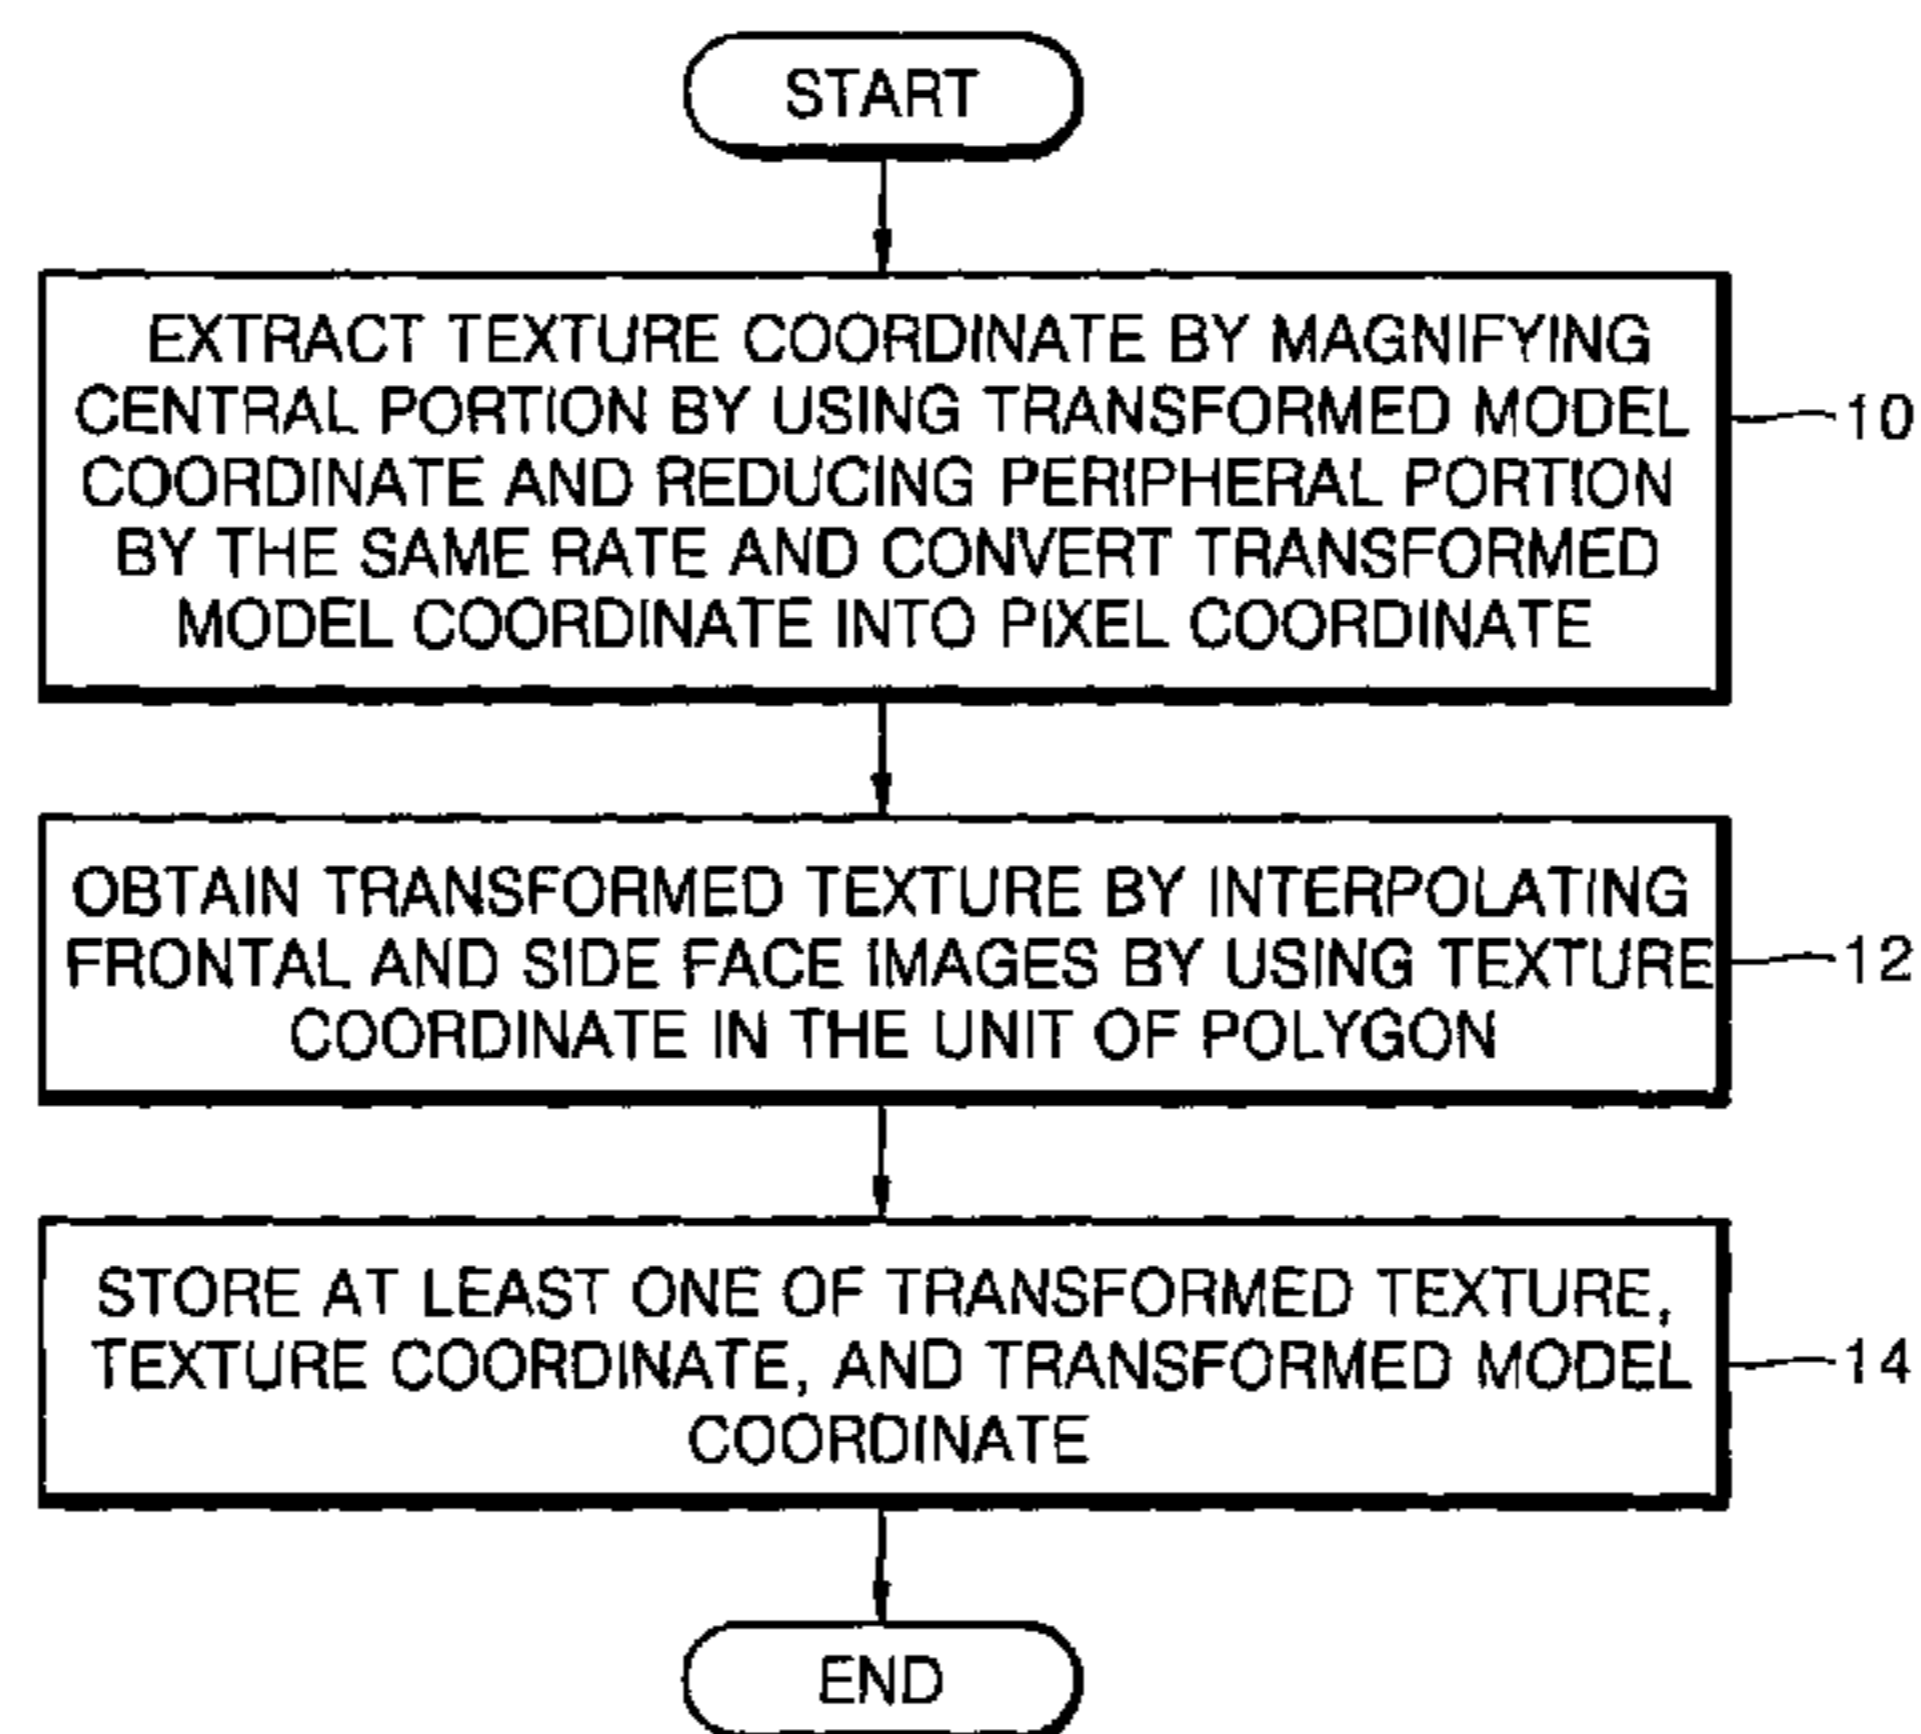 START
EXTRACT TEXTURE COORDINATE BY MAGNIFYING
CENTRAL PORTION BY USING TRANSFORMED MODEL
COORDINATE AND REDUCING PERIPHERAL PORTION
BY THE SAME RATE AND CONVERT TRANSFORMED
MODEL COORDINATE INTO PIXEL COORDINATE
10
OBTAIN TRANSFORMED TEXTURE BY INTERPOLATING
FRONTAL AND SIDE FACE IMAGES BY USING TEXTURE
COORDINATE IN THE UNIT OF POLYGON
12
STORE AT LEAST ONE OF TRANSFORMED TEXTURE,
TEXTURE COORDINATE, AND TRANSFORMED MODEL
COORDINATE
14
END